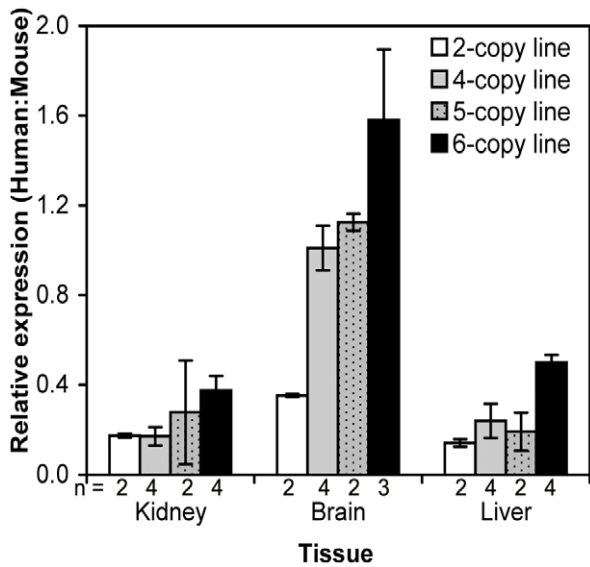 Relative expression (Human:Mouse)
2.0
1.6
1.2
0.8
0.4
0.0
2-copy line
4-copy line
5-copy line
6-copy line
n = 2 4 2 4 2 4 2 3 2 4 2 4
Kidney Brain Liver
Tissue